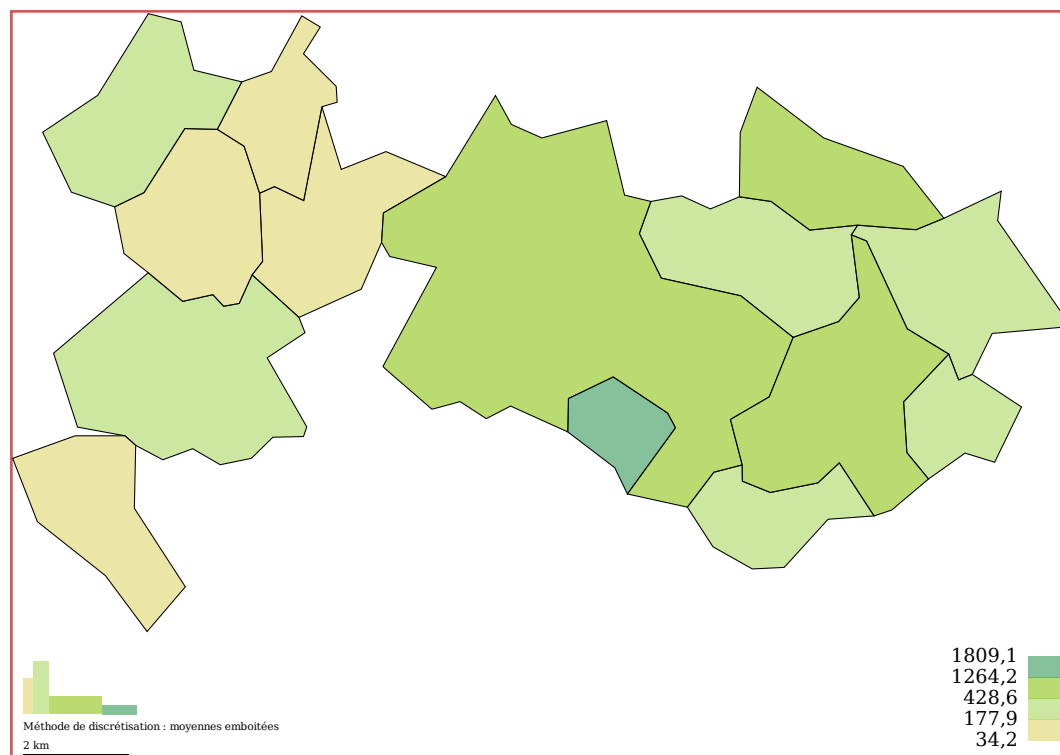 1809,1
1264,2
428,6
177,9
34,2
Méthode de discrétisation : moyennes emboitées
2 km